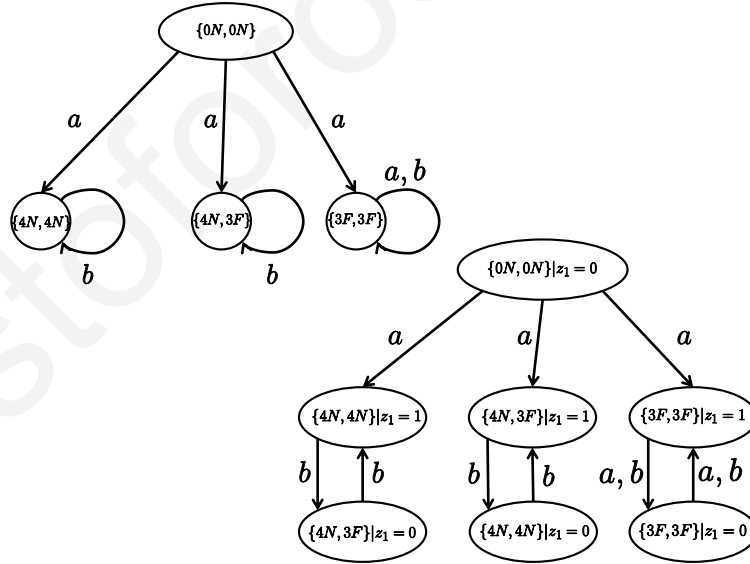 {0N, 0N}
a
a
a
a, b
{4N, 4N}
{4N, 3F}
{3F, 3F}
b
b
{0N, 0N}|z₁ = 0
a
a
a
{4N, 4N}|z₁ = 1
{4N, 3F}|z₁ = 1
{3F, 3F}|z₁ = 1
b
b
b
b
a, b
a, b
{4N, 3F}|z₁ = 0
{4N, 4N}|z₁ = 0
{3F, 3F}|z₁ = 0